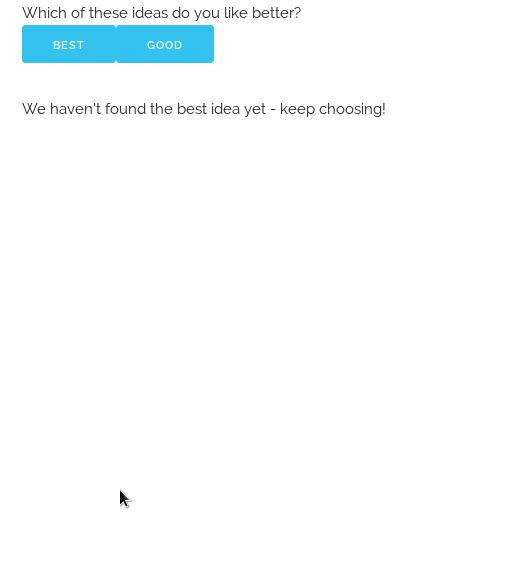 Which of these ideas do you like better?
BEST GOOD
We haven't found the best idea yet - keep choosing!